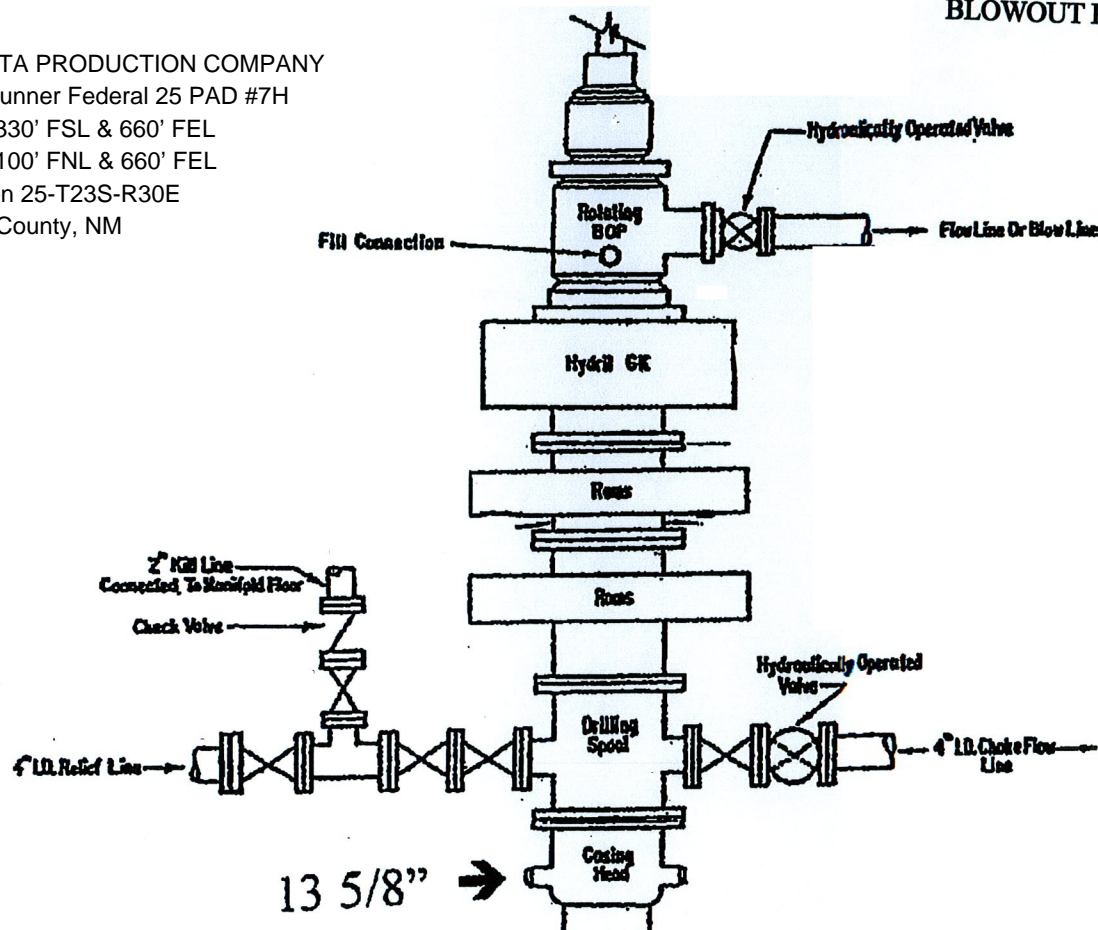 BLOWOUT
TA PRODUCTION COMPANY
unner Federal 25 PAD #7H
330’ FSL & 660’ FEL
100’ FNL & 660’ FEL
on 25-T23S-R30E
County, NM
Hydraulically Operated Valve
Rotating
BOP
Fill Connection
Flow Line Or Blow Line
Hydril GK
Rams
Rams
2" Kill Line
Connected To Manifold Floor
Check Valve
Hydraulically Operated
Valve
Drilling
Spool
4" I.D. Relief Line
4" I.D. Choke Flow
Line
Casing
Head
13 5/8”